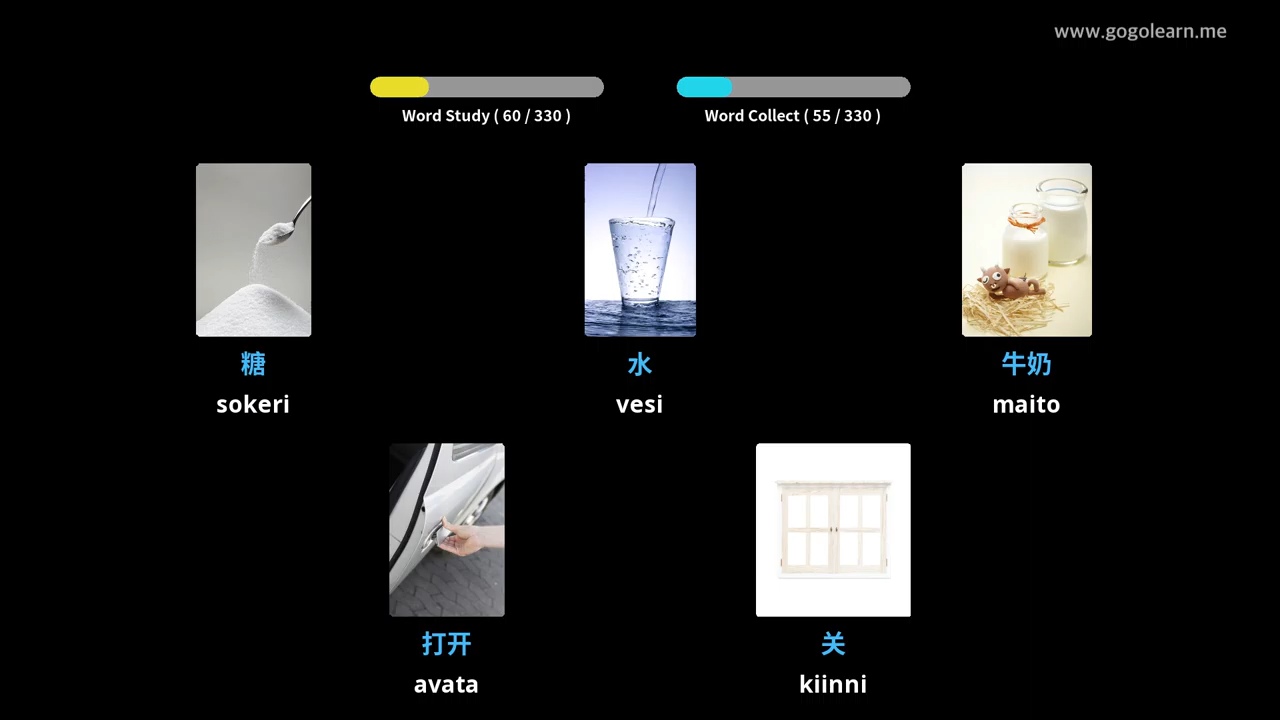 www.gogolearn.me
Word Study ( 60 / 330 )
Word Collect ( 55 / 330 )
糖
sokeri
水
vesi
牛奶
maito
打开
avata
关
kiinni